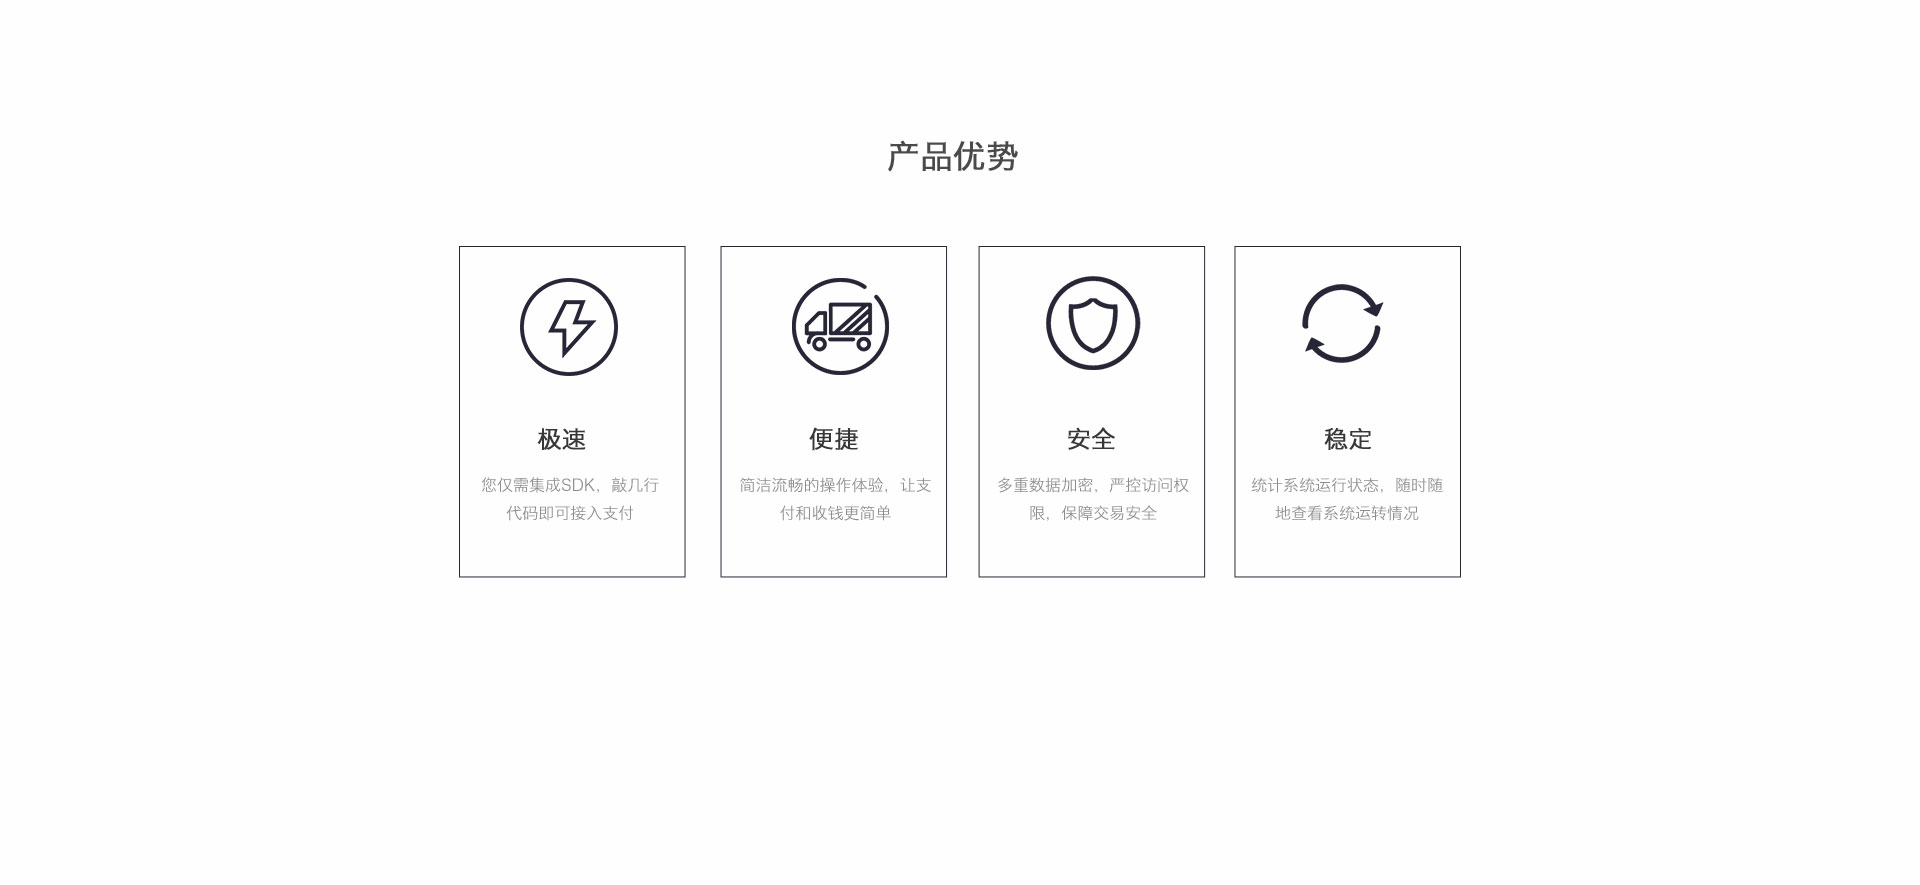 产品优势
极速
您仅需集成SDK，敲几行
代码即可接入支付
便捷
简洁流畅的操作体验，让支
付和收钱更简单
安全
多重数据加密，严控访问权
限，保障交易安全
稳定
统计系统运行状态，随时随
地查看系统运转情况